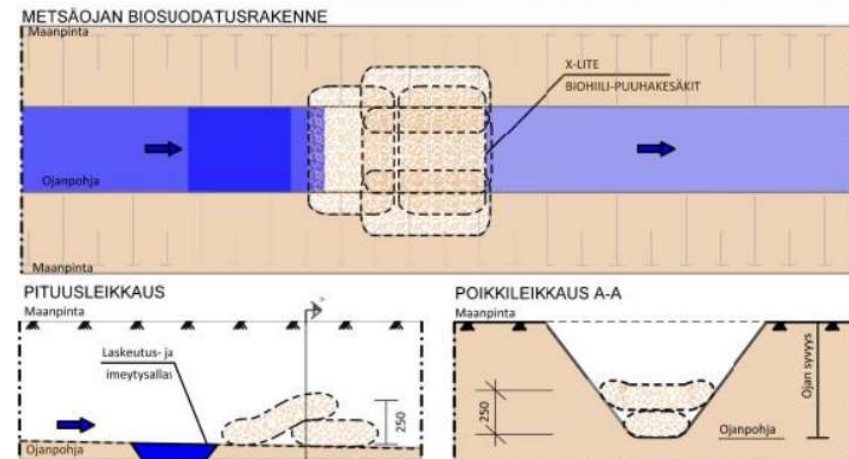 METSÄOJAN BIOSUODATUSRAKENNE
Maanpinta
X-LITE
BIOHIILI-PUUHAKESÄKIT
Ojanpohja
Maanpinta
PITUUSLEIKKAUS
Maanpinta
Laskeutus- ja
imeytysallas
250
Ojanpohja
POIKKILEIKKAUS A-A
Maanpinta
250
Ojan syvyys
Ojanpohja